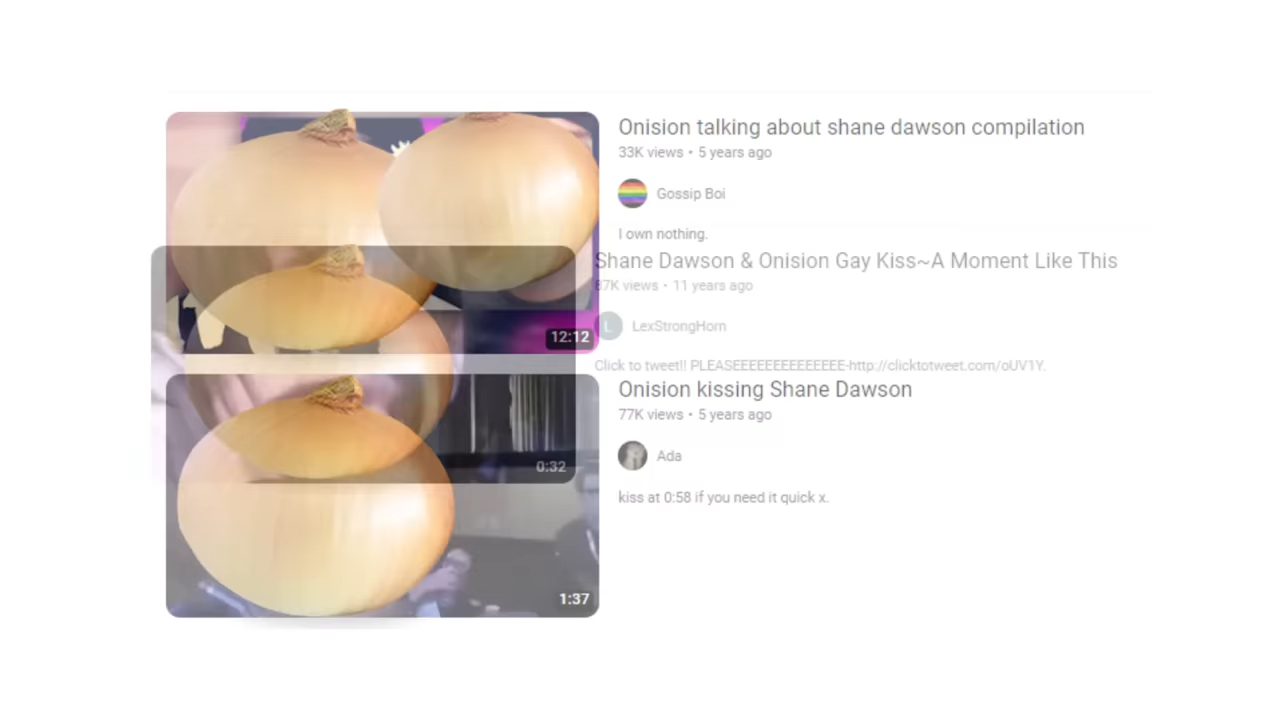 Onision talking about shane dawson compilation
33K views • 5 years ago
Gossip Boi
I own nothing.
Shane Dawson & Onision Gay Kiss~A Moment Like This
87K views • 11 years ago
L
LexStrongHorn
12:12
Click to tweet!! PLEASEEEEEEEEEEEEEE-http://clicktotweet.com/oUV1Y.
Onision kissing Shane Dawson
77K views • 5 years ago
Ada
0:32
kiss at 0:58 if you need it quick x.
1:37